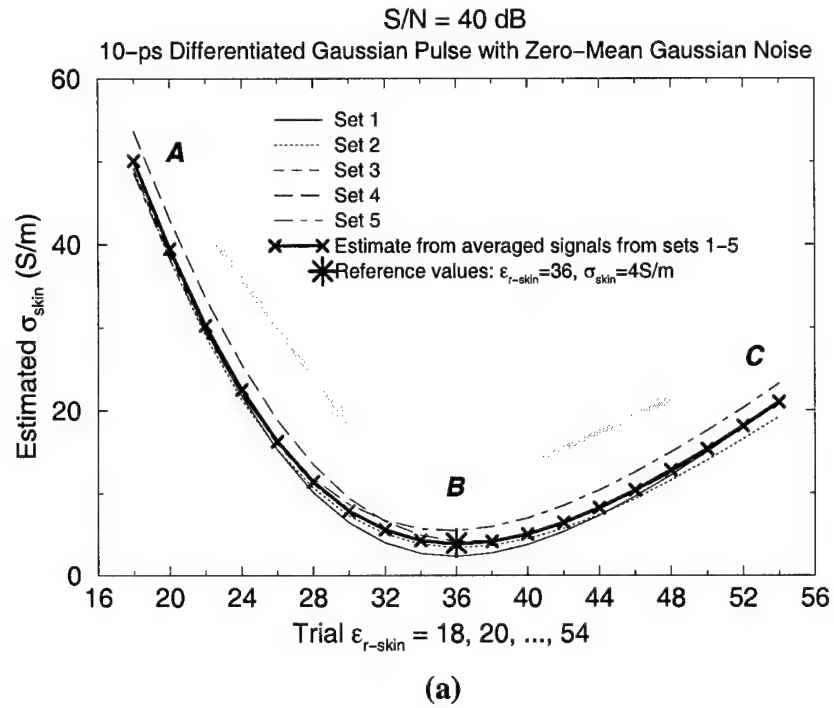 S/N = 40 dB
10-ps Differentiated Gaussian Pulse with Zero-Mean Gaussian Noise
60
40
20
0
Estimated σskin (S/m)
A
B
C
Set 1
Set 2
Set 3
Set 4
Set 5
Estimate from averaged signals from sets 1-5
Reference values: εr-skin=36, σskin=4S/m
16 20 24 28 32 36 40 44 48 52 56
Trial εr-skin = 18, 20, ..., 54
(a)